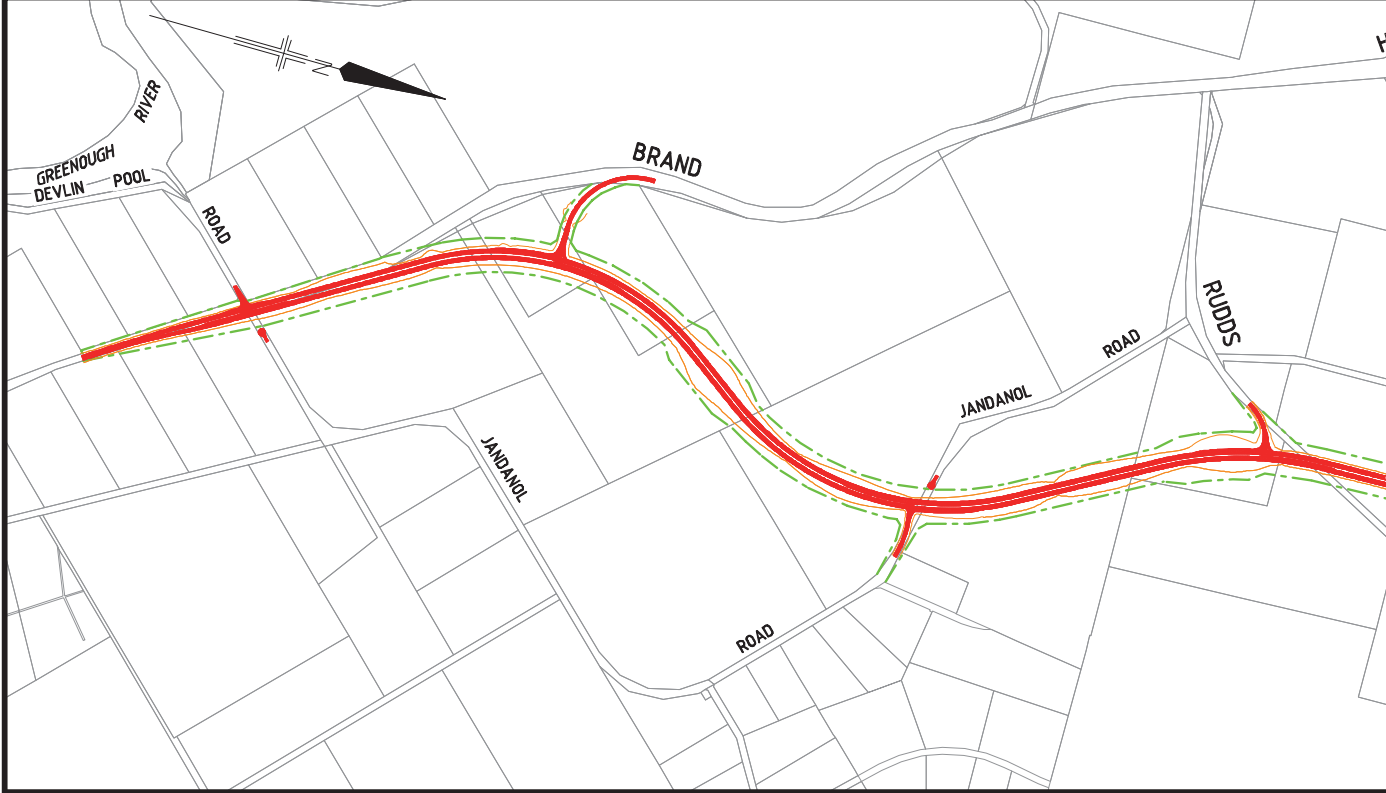 H
RIVER
GREENOUGH
DEVLIN POOL
ROAD
N
BRAND
RUDDS
ROAD
JANDANOL
JANDANOL
ROAD